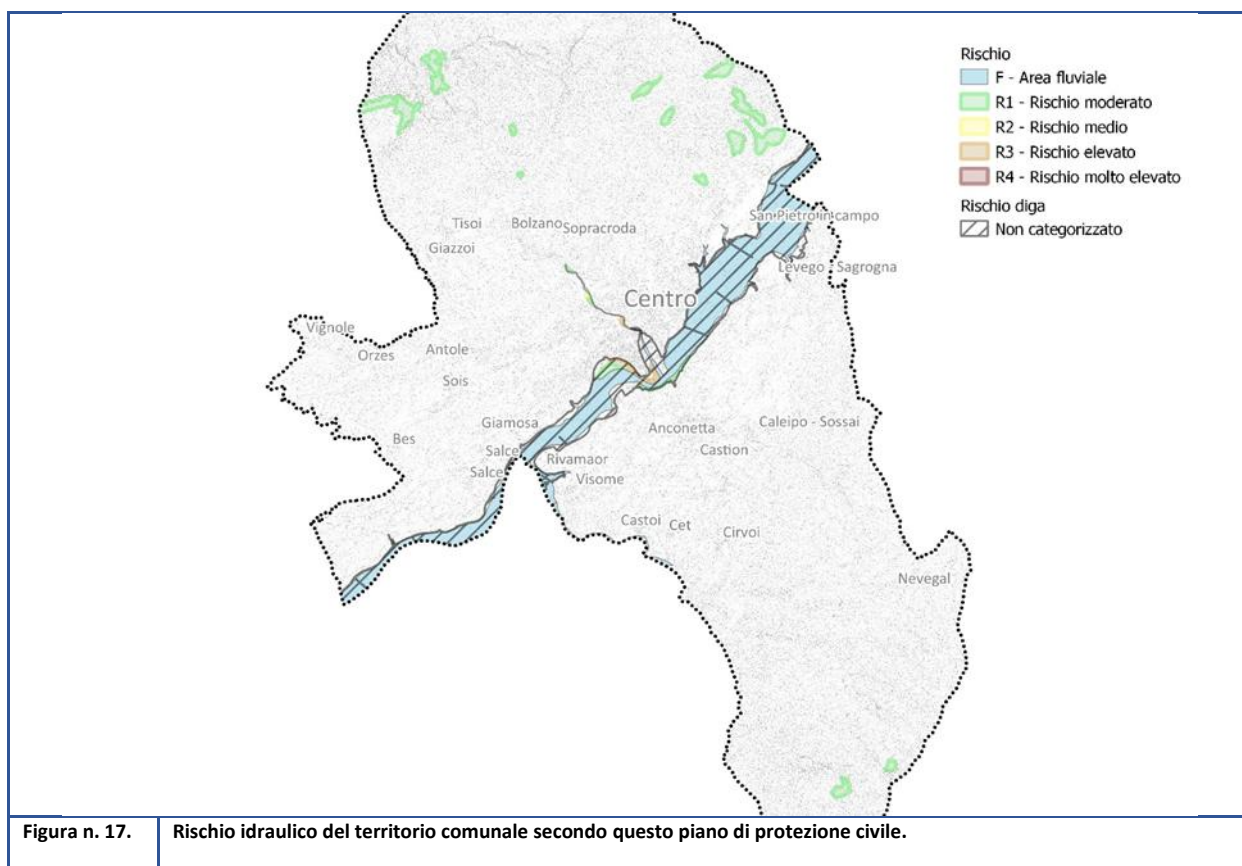 Rischio
F - Area fluviale
R1 - Rischio moderato
R2 - Rischio medio
R3 - Rischio elevato
R4 - Rischio molto elevato
Rischio diga
Non categorizzato
San Pietro in campo
Tisoi
Bolzano
Sopracroda
Giazzoi
Levego - Sagrogna
Centro
Vignole
Orzes
Antole
Sois
Giamosa
Anconetta
Caleipo - Sossai
Bes
Castion
Salce
Rivamaor
Salce
Visome
Castoi
Cet
Cirvoi
Nevegal
Figura n. 17. Rischio idraulico del territorio comunale secondo questo piano di protezione civile.